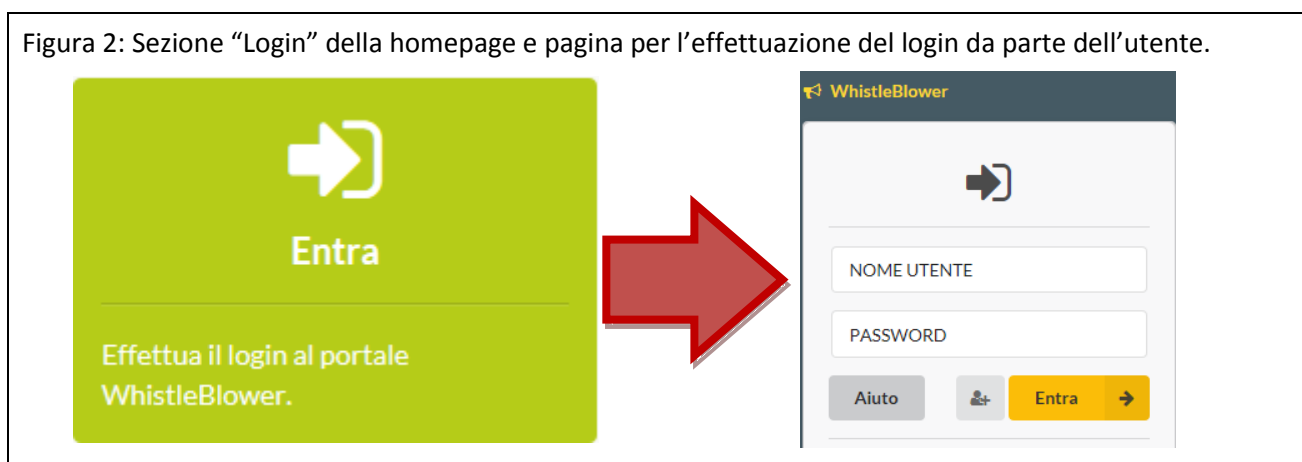 Figura 2: Sezione “Login” della homepage e pagina per l’effettuazione del login da parte dell’utente.
Entra
Effettua il login al portale
WhistleBlower.
WhistleBlower
NOME UTENTE
PASSWORD
Aiuto
Entra